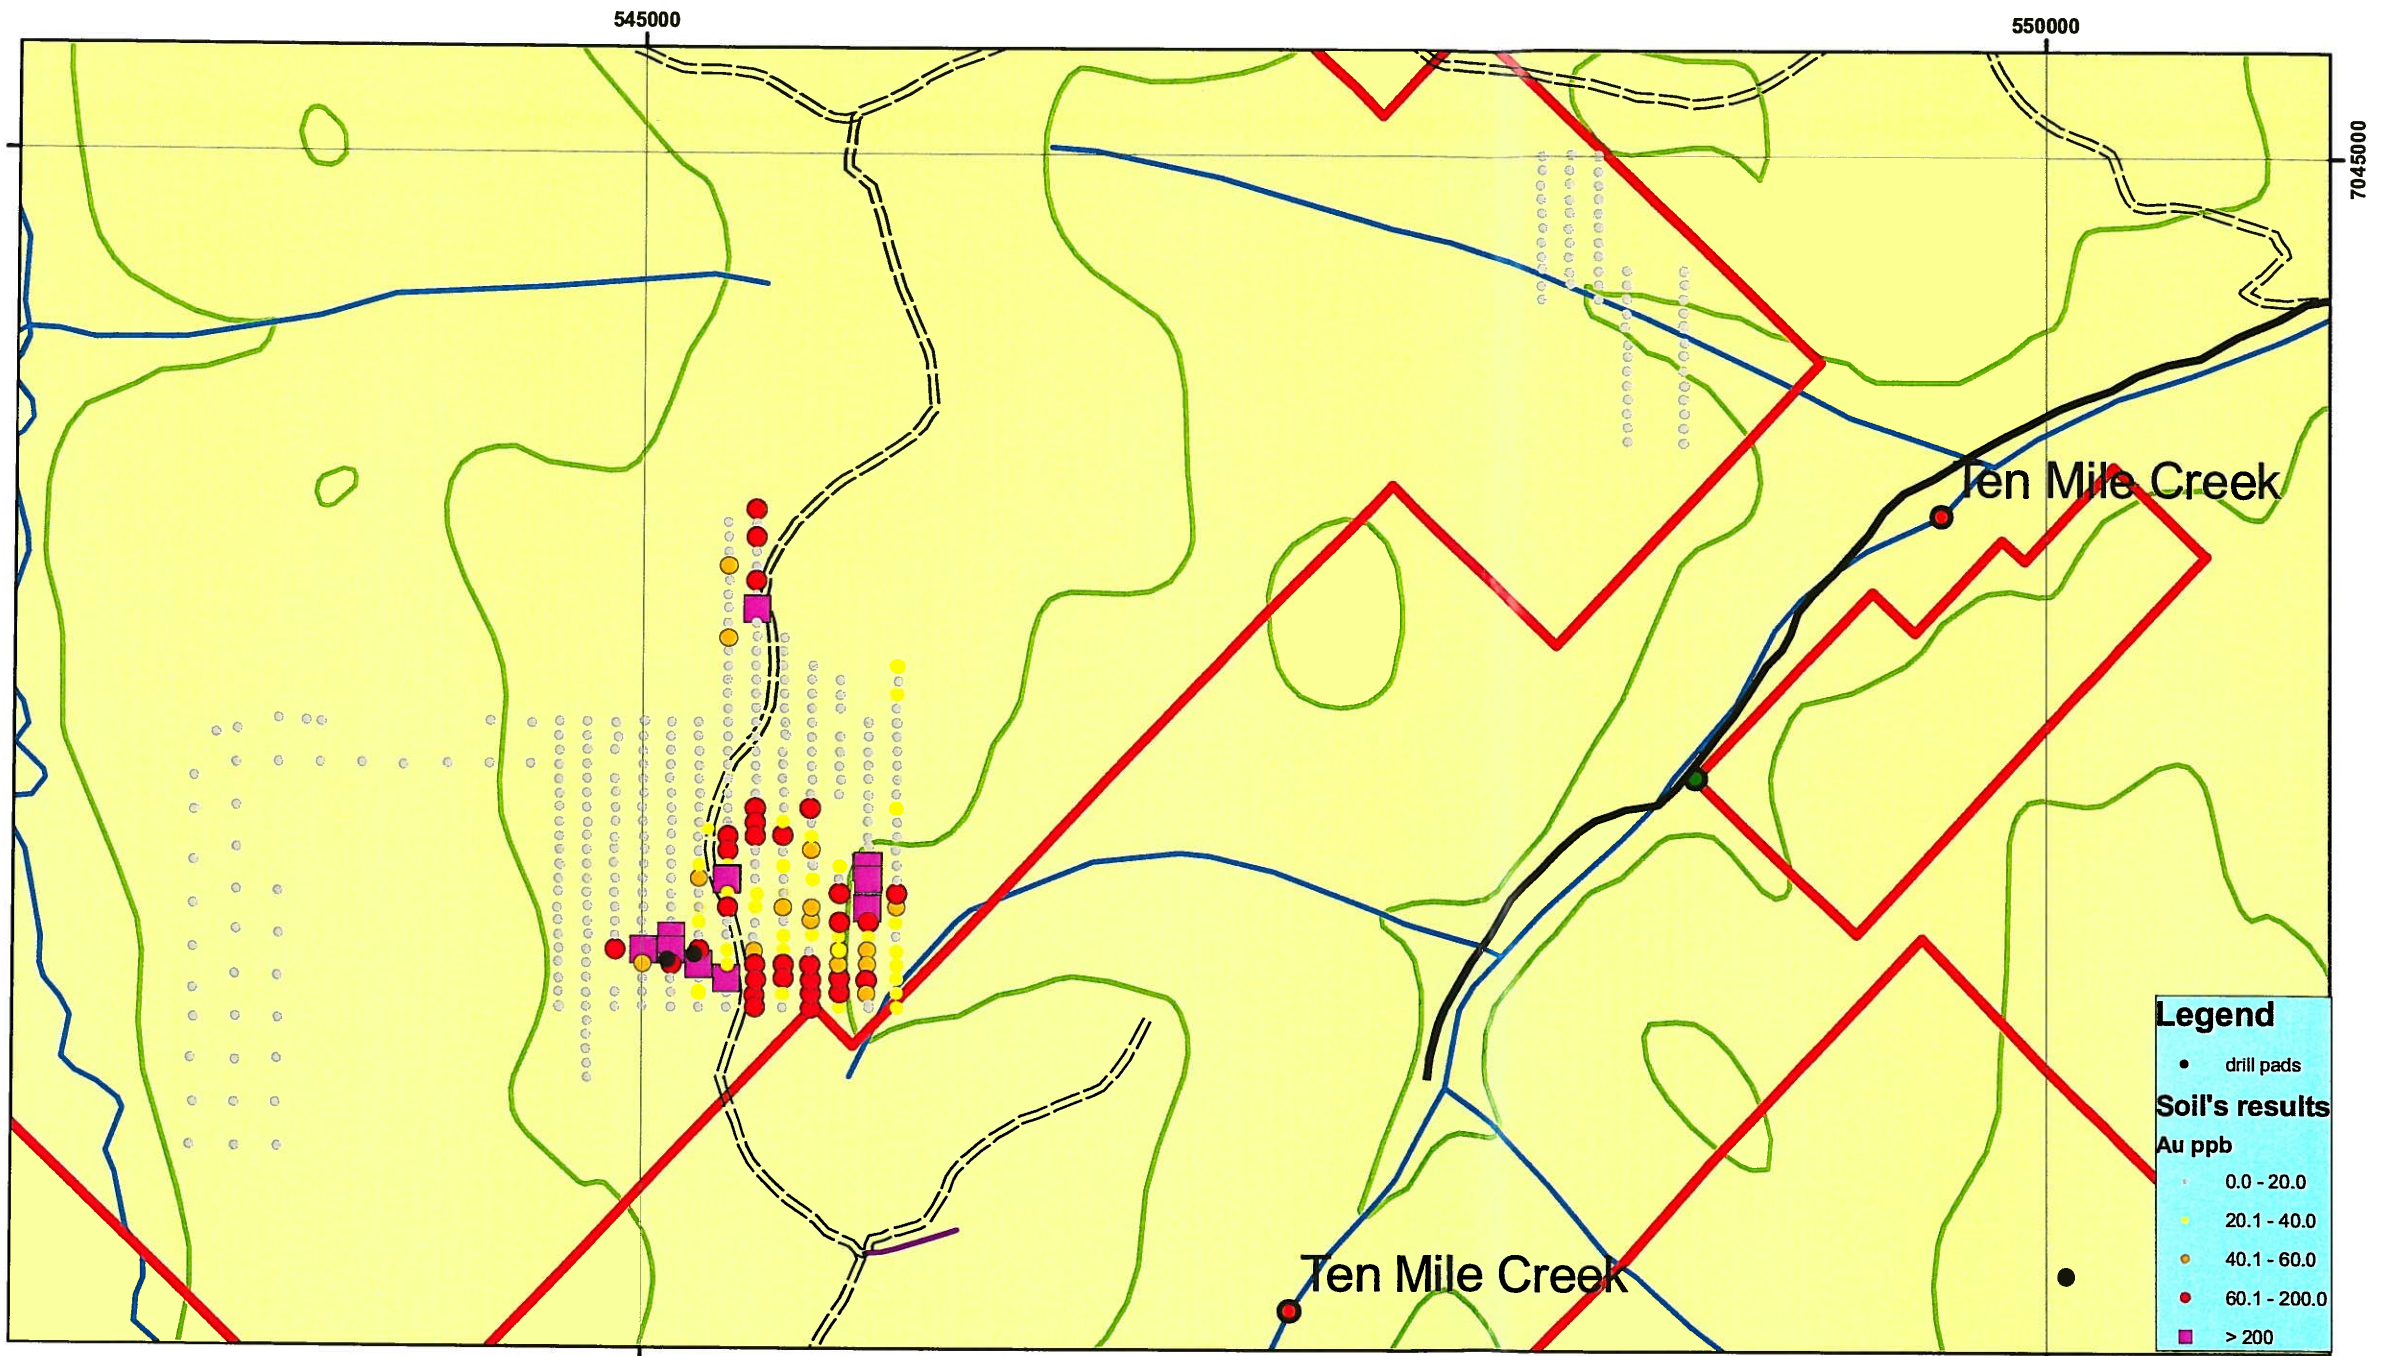 545000
550000
7045000
Ten Mile Creek
Ten Mile Creek
Legend
drill pads
Soil's results
Au ppb
0.0 - 20.0
20.1 - 40.0
40.1 - 60.0
60.1 - 200.0
> 200